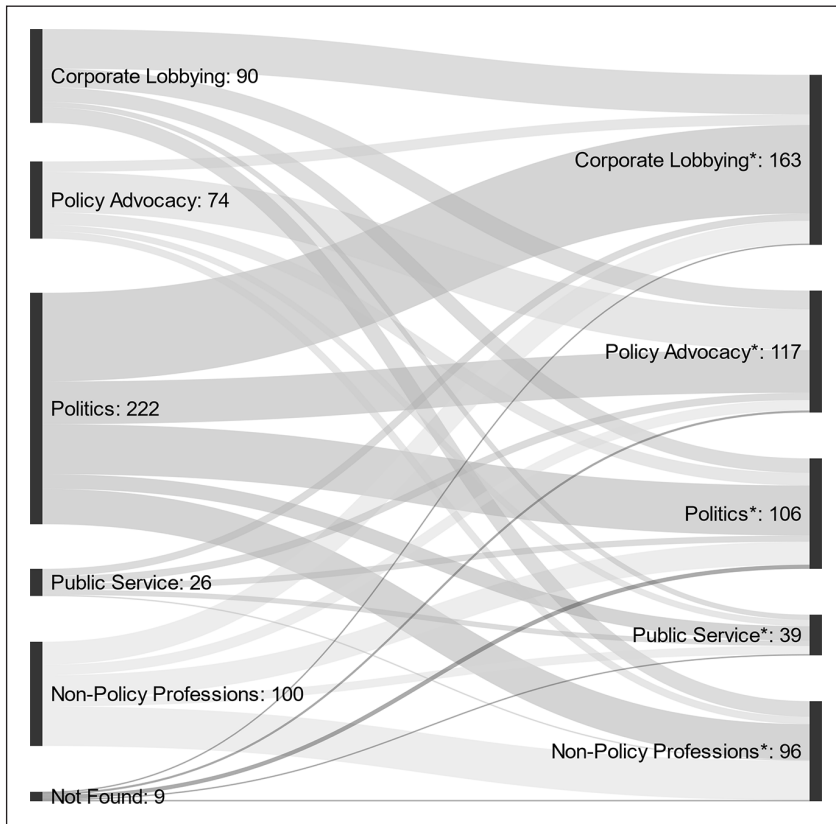 Corporate Lobbying: 90
Policy Advocacy: 74
Politics: 222
Public Service: 26
Non-Policy Professions: 100
Not Found: 9
Corporate Lobbying*: 163
Policy Advocacy*: 117
Politics*: 106
Public Service*: 39
Non-Policy Professions*: 96